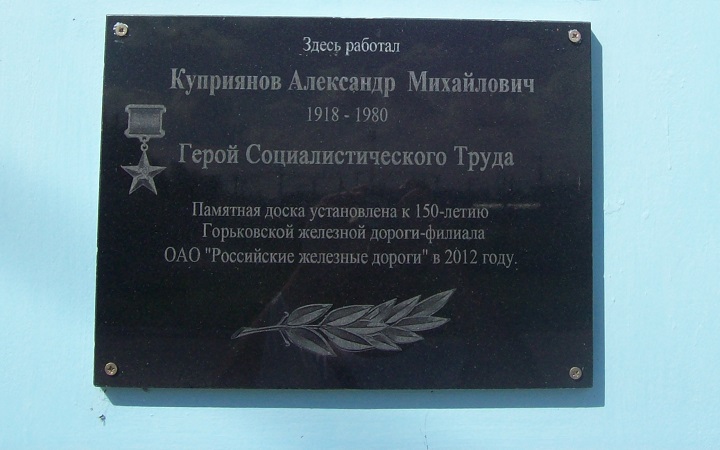 Здесь работал
Куприянов Александр Михайлович
1918 - 1980
Герой Социалистического Труда
Памятная доска установлена к 150-летию
Горьковской железной дороги-филиала
ОАО "Российские железные дороги" в 2012 году.